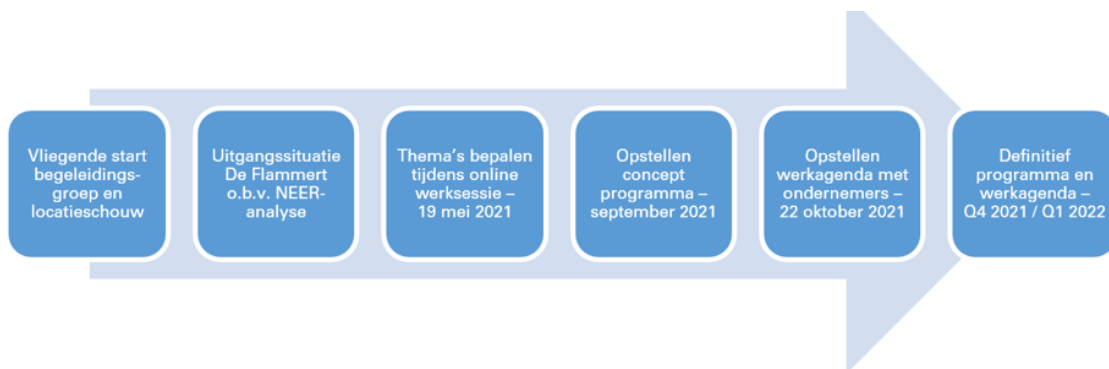 Vliegende start
begeleidings-
groep en
locatieschouw
Uitgangssituatie
De Flammert
o.b.v. NEER-
analyse
Thema's bepalen
tijdens online
werksessie –
19 mei 2021
Opstellen
concept
programma –
september 2021
Opstellen
werkagenda met
ondernemers –
22 oktober 2021
Definitief
programma en
werkagenda –
Q4 2021 / Q1 2022